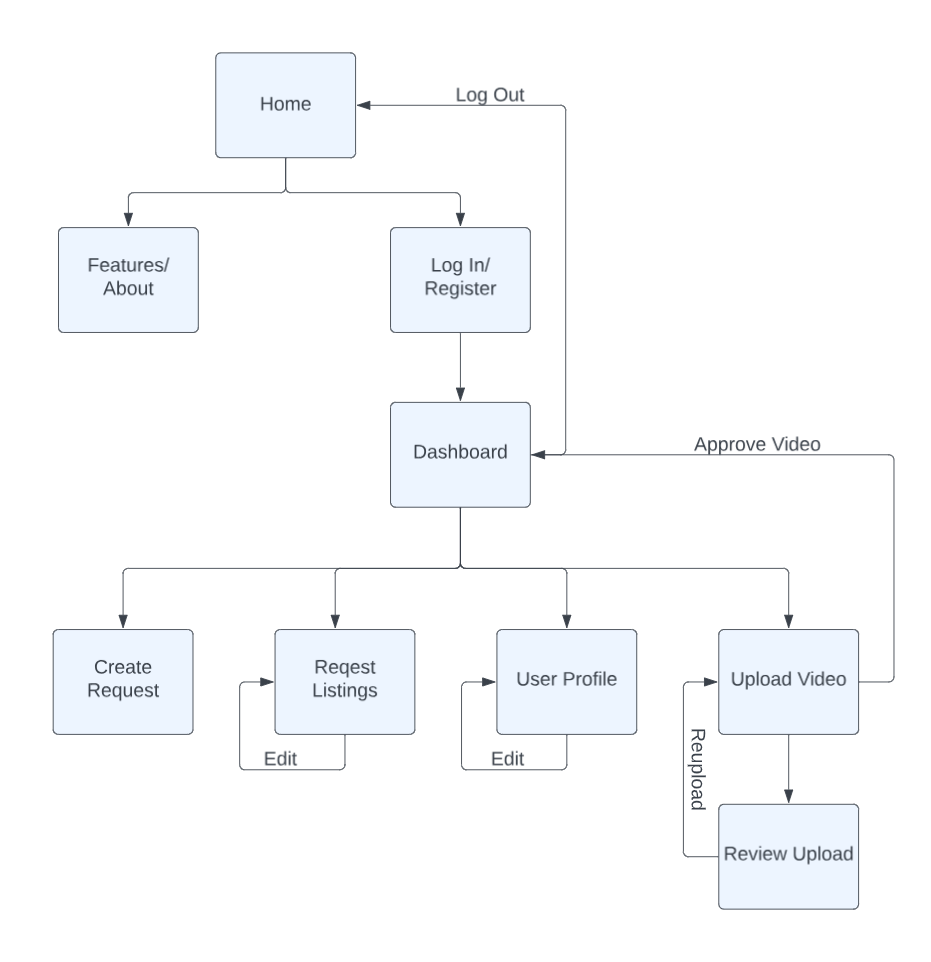 Home
Log Out
Features/
About
Log In/
Register
Dashboard
Approve Video
Create
Request
Reqest
Listings
User Profile
Upload Video
Edit
Edit
Reupload
Review Upload